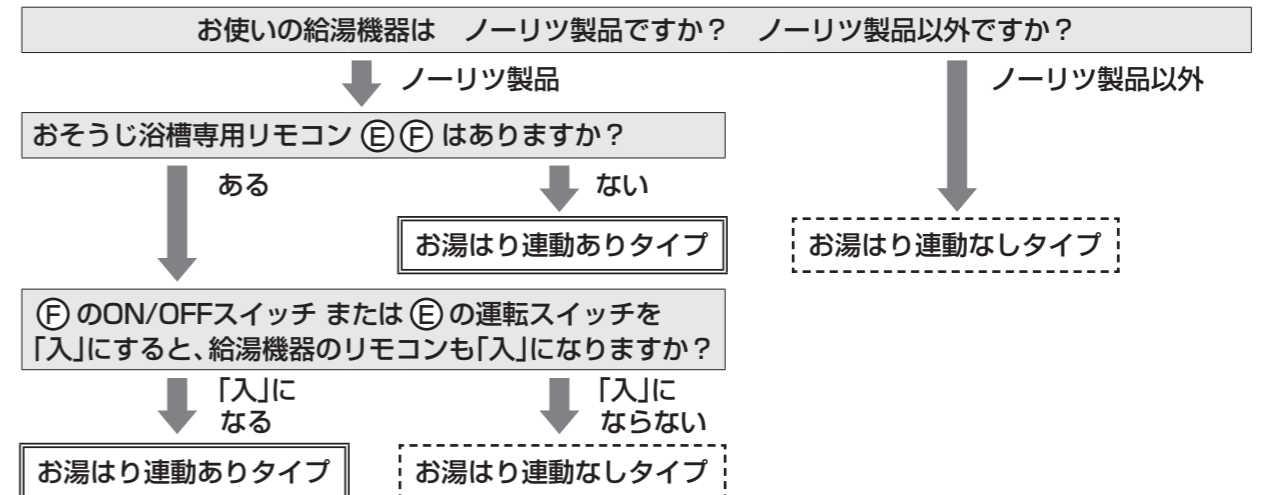 お使いの給湯機器は　ノーリツ製品ですか？　ノーリツ製品以外ですか？
ノーリツ製品
ノーリツ製品以外
おそうじ浴槽専用リモコン Ⓔ Ⓕ はありますか？
ある
ない
お湯はり連動ありタイプ
お湯はり連動なしタイプ
Ⓕ のON/OFFスイッチ または Ⓔ の運転スイッチを
「入」にすると、給湯機器のリモコンも「入」になりますか？
「入」に
なる
「入」に
ならない
お湯はり連動ありタイプ
お湯はり連動なしタイプ